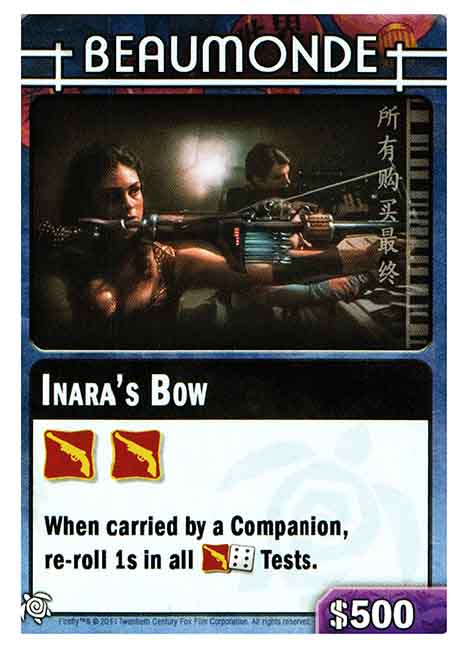 BEAUMONDE
所有购买最终
INARA'S BOW
When carried by a Companion,
re-roll 1s in all Tests.
Firefly™& © 2011 Twentieth Century Fox Film Corporation. All rights reserved.
$500